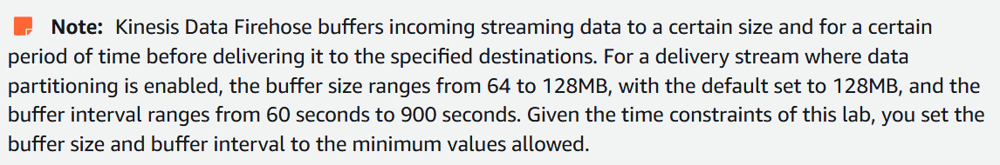 Note: Kinesis Data Firehose buffers incoming streaming data to a certain size and for a certain
period of time before delivering it to the specified destinations. For a delivery stream where data
partitioning is enabled, the buffer size ranges from 64 to 128MB, with the default set to 128MB, and the
buffer interval ranges from 60 seconds to 900 seconds. Given the time constraints of this lab, you set the
buffer size and buffer interval to the minimum values allowed.